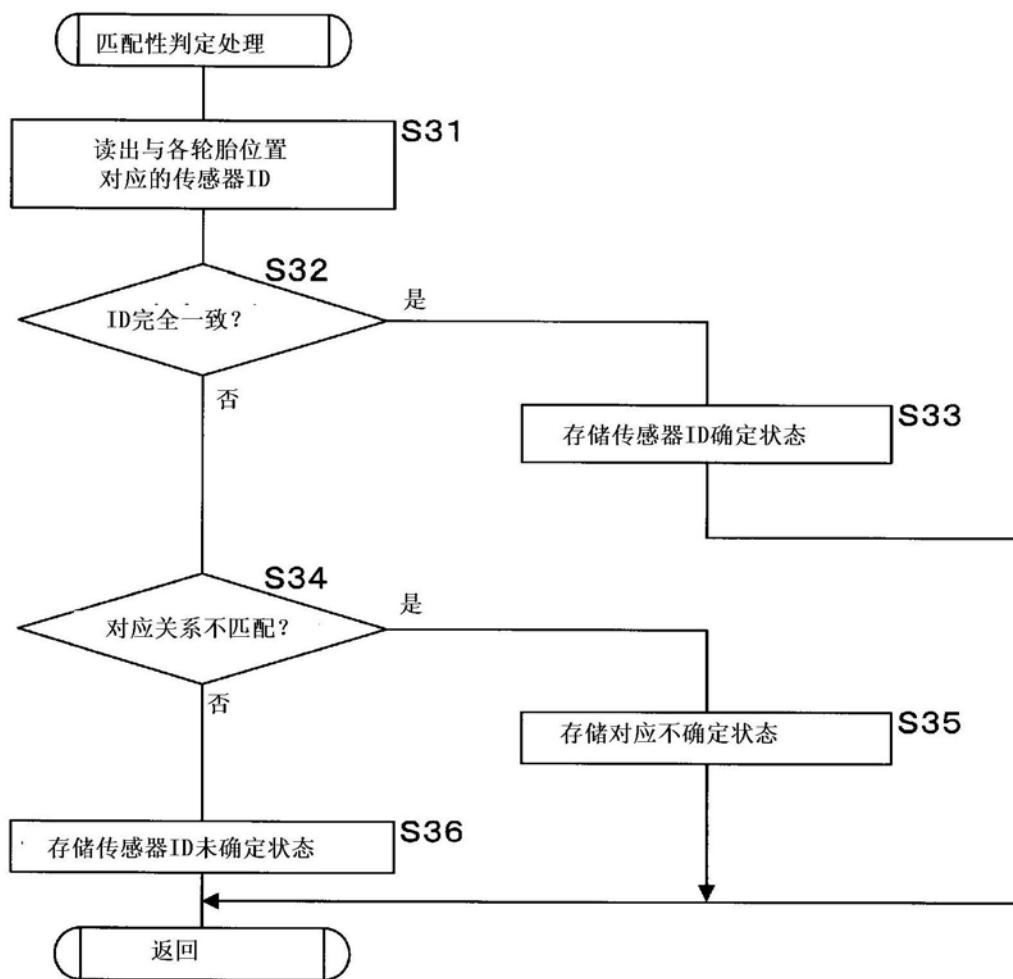 匹配性判定处理
S31
读出与各轮胎位置
对应的传感器ID
S32
ID完全一致?
是
否
S33
存储传感器ID确定状态
S34
对应关系不匹配?
是
否
S35
存储对应不确定状态
S36
存储传感器ID未确定状态
返回